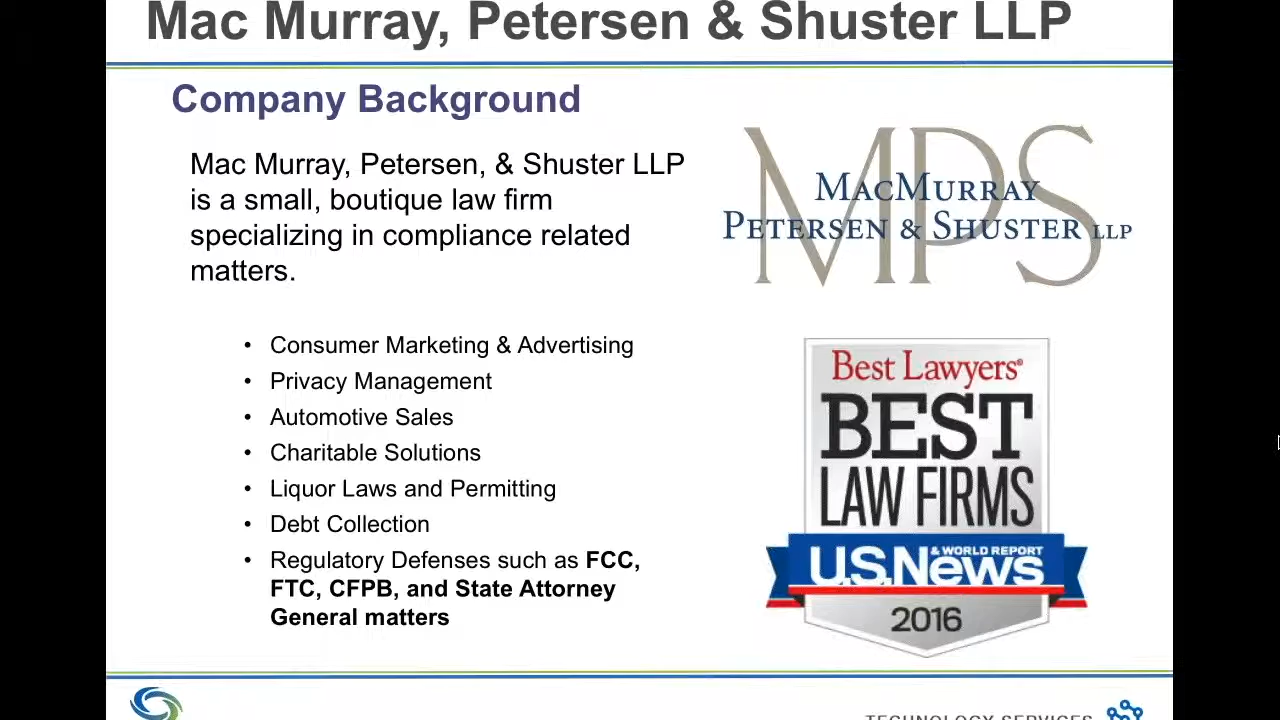 Mac Murray, Petersen & Shuster LLP
Company Background
Mac Murray, Petersen, & Shuster LLP
is a small, boutique law firm
specializing in compliance related
matters.
• Consumer Marketing & Advertising
• Privacy Management
• Automotive Sales
• Charitable Solutions
• Liquor Laws and Permitting
• Debt Collection
• Regulatory Defenses such as FCC,
FTC, CFPB, and State Attorney
General matters
MPS
MACMURRAY
PETERSEN & SHUSTER LLP
Best Lawyers®
BEST
LAW FIRMS
U.S.News & WORLD REPORT
2016
TECHNOLOGY SERVICES